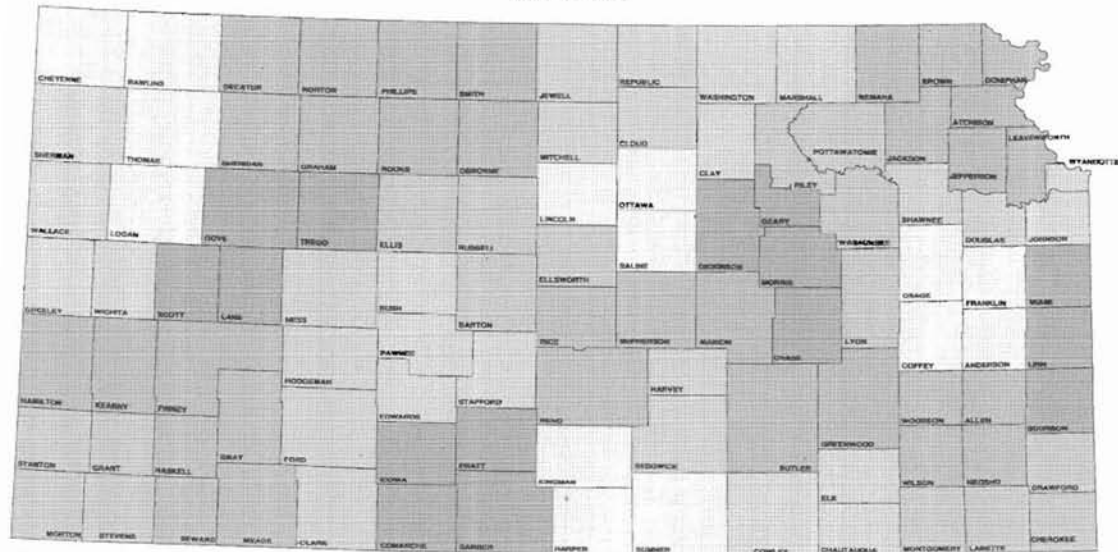 CHEYENNE RAWLINS DECATUR NORTON PHILLIPS SMITH JEWELL REPUBLIC WASHINGTON MARSHALL NEMAHA BROWN DONIPHAN
SHERMAN THOMAS SHERIDAN GRAHAM ROOKS OSBORNE MITCHELL CLOUD CLAY RILEY POTTAWATOMIE JACKSON ATCHISON JEFFERSON LEAVENWORTH WYANDOTTE
WALLACE LOGAN GOVE TREGO ELLIS RUSSELL LINCOLN OTTAWA SALINE DICKINSON GEARY WABAUNSEE SHAWNEE DOUGLAS JOHNSON
GREELEY WICHITA SCOTT LANE NESS RUSH BARTON ELLSWORTH RICE MCPHERSON MARION MORRIS CHASE LYON OSAGE FRANKLIN MIAMI
HAMILTON KEARNY FINNEY HODGEMAN PAWNEE EDWARDS STAFFORD RENO HARVEY COFFEY ANDERSON LINN
STANTON GRANT HASKELL GRAY FORD KIOWA PRATT KINGMAN SEDGWICK BUTLER GREENWOOD ELK WOODSON ALLEN BOURBON WILSON NEOSHO CRAWFORD
MORTON STEVENS SEWARD MEADE CLARK COMANCHE BARBER HARPER SUMNER COWLEY CHAUTAUQUA MONTGOMERY LABETTE CHEROKEE